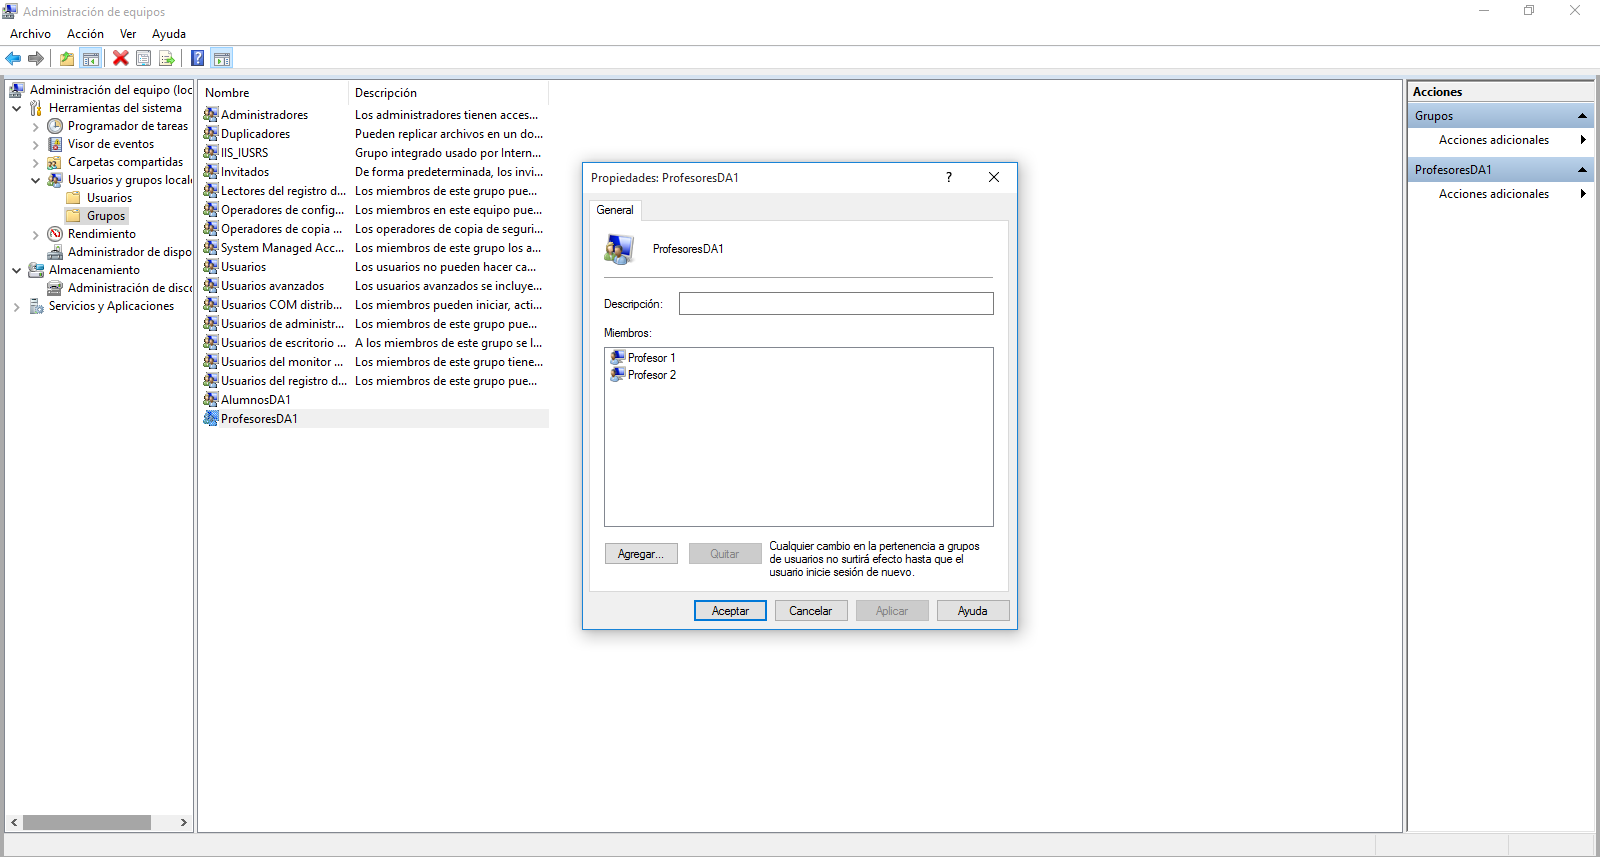 Administración de equipos
Archivo Acción Ver Ayuda
Administración del equipo (loc
Herramientas del sistema
Programador de tareas
Visor de eventos
Carpetas compartidas
Usuarios y grupos locale
Usuarios
Grupos
Rendimiento
Administrador de dispo
Almacenamiento
Administración de disc
Servicios y Aplicaciones
Nombre Descripción
Administradores Los administradores tienen acces...
Duplicadores Pueden replicar archivos en un do...
IIS_IUSRS Grupo integrado usado por Intern...
Invitados De forma predeterminada, los invi...
Lectores del registro d... Los miembros de este grupo pue...
Operadores de config... Los miembros en este equipo pue...
Operadores de copia ... Los operadores de copia de seguri...
System Managed Acc... Los miembros de este grupo los a...
Usuarios Los usuarios no pueden hacer ca...
Usuarios avanzados Los usuarios avanzados se incluye...
Usuarios COM distrib... Los miembros pueden iniciar, acti...
Usuarios de administr... Los miembros de este grupo pue...
Usuarios de escritorio ... A los miembros de este grupo se l...
Usuarios del monitor ... Los miembros de este grupo tiene...
Usuarios del registro d... Los miembros de este grupo pue...
AlumnosDA1
ProfesoresDA1
Propiedades: ProfesoresDA1 ?
General
ProfesoresDA1
Descripción:
Miembros:
Profesor 1
Profesor 2
Agregar... Quitar
Cualquier cambio en la pertenencia a grupos
de usuarios no surtirá efecto hasta que el
usuario inicie sesión de nuevo.
Aceptar Cancelar Aplicar Ayuda
Acciones
Grupos
Acciones adicionales
ProfesoresDA1
Acciones adicionales